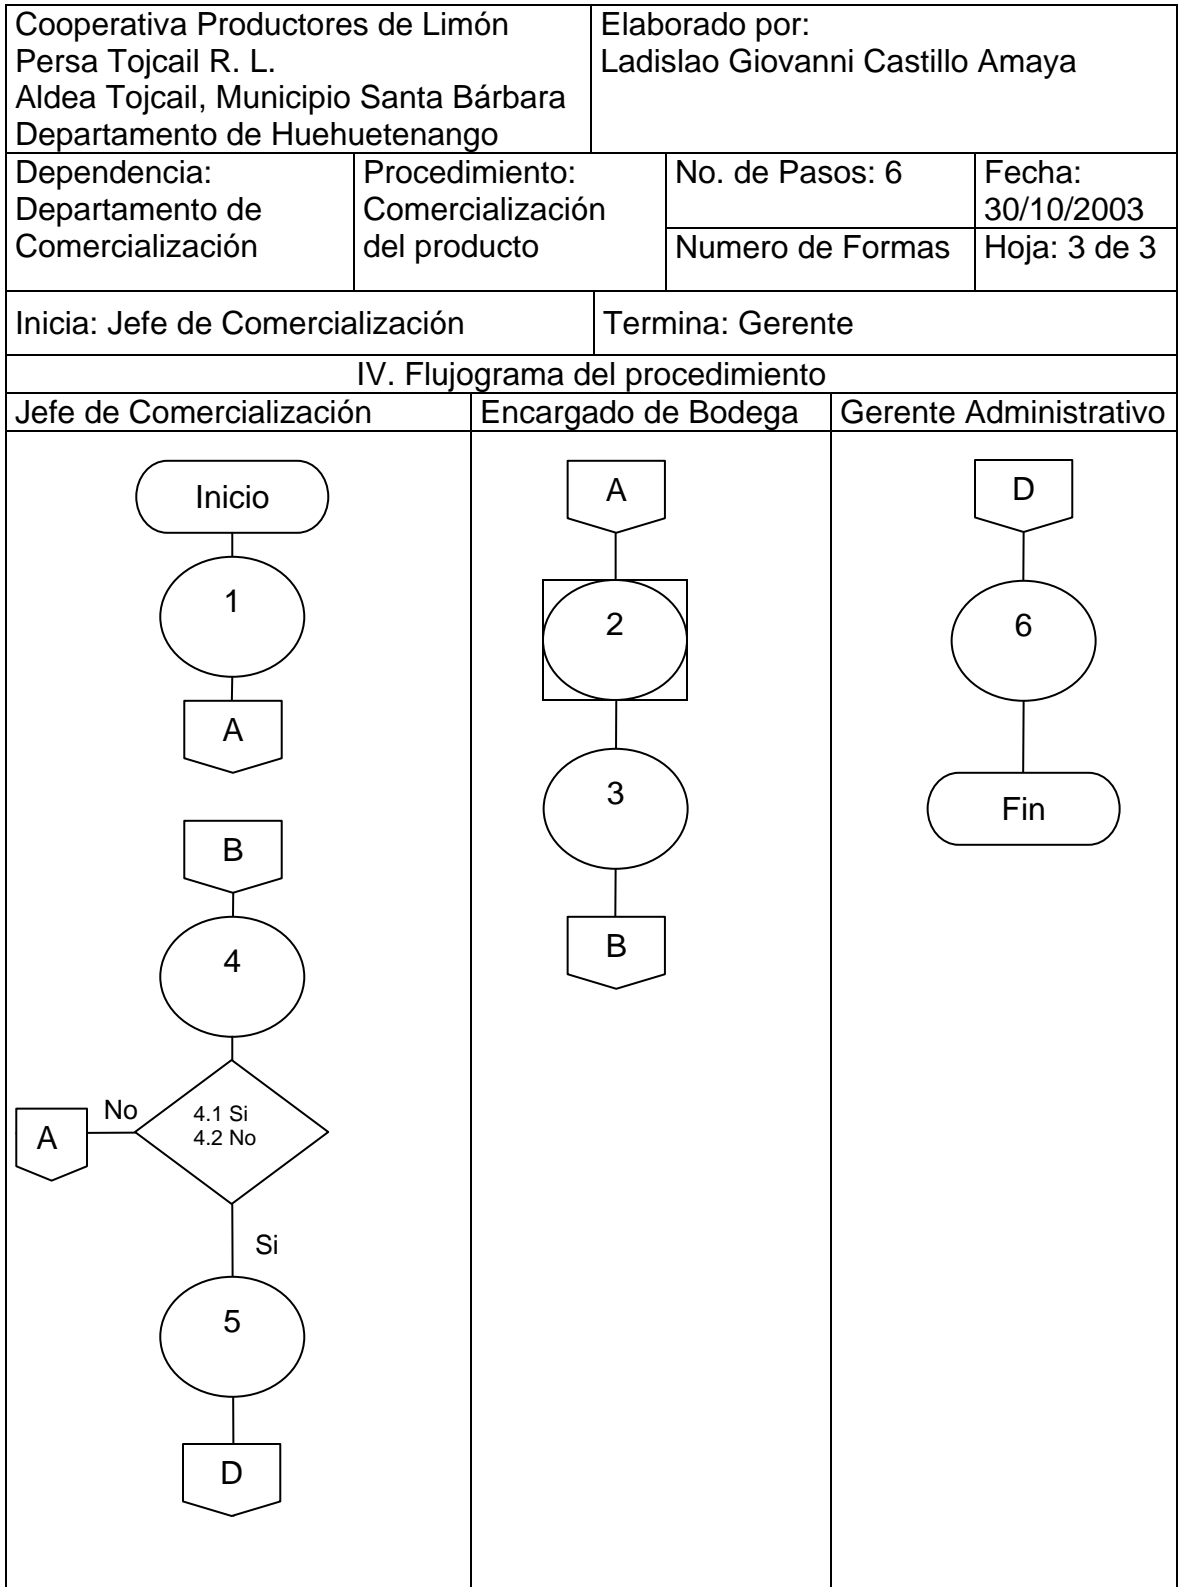 Cooperativa Productores de Limón
Persa Tojcail R. L.
Aldea Tojcail, Municipio Santa Bárbara
Departamento de Huehuetenango
Elaborado por:
Ladislao Giovanni Castillo Amaya
Dependencia:
Departamento de
Comercialización
Procedimiento:
Comercialización
del producto
No. de Pasos: 6
Fecha:
30/10/2003
Numero de Formas
Hoja: 3 de 3
Inicia: Jefe de Comercialización
Termina: Gerente
IV. Flujograma del procedimiento
Jefe de Comercialización
Encargado de Bodega
Gerente Administrativo
Inicio
1
A
B
4
No
A
4.1 Si
4.2 No
Si
5
D
A
2
3
B
D
6
Fin